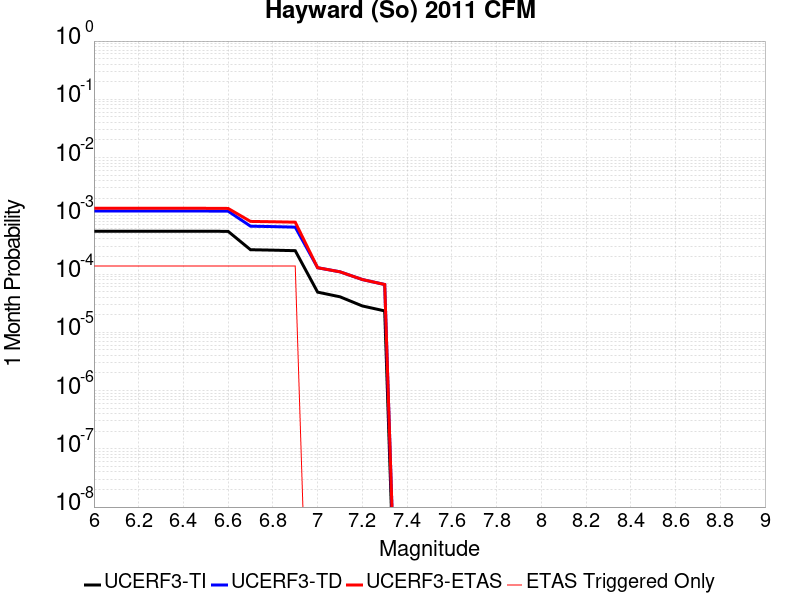 Hayward (So) 2011 CFM
10^0
10^-1
10^-2
10^-3
10^-4
10^-5
10^-6
10^-7
10^-8
1 Month Probability
6 6.2 6.4 6.6 6.8 7 7.2 7.4 7.6 7.8 8 8.2 8.4 8.6 8.8 9
Magnitude
UCERF3-TI UCERF3-TD UCERF3-ETAS ETAS Triggered Only